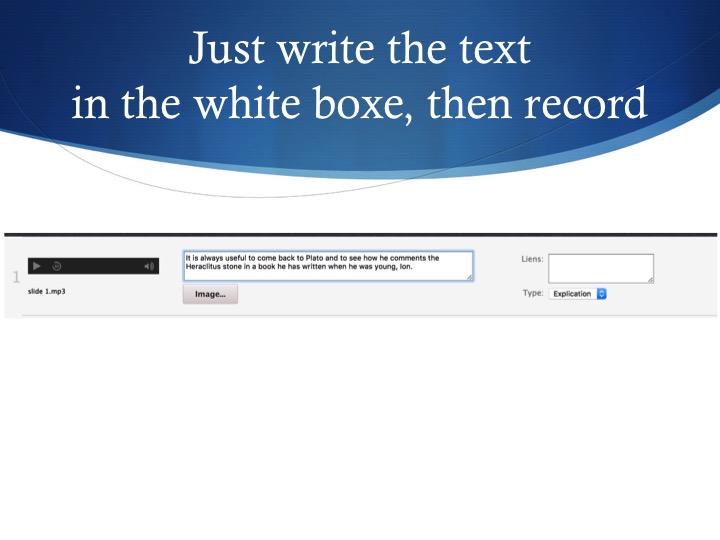 Just write the text
in the white boxe, then record
1
It is always useful to come back to Plato and to see how he comments the
Heraclitus stone in a book he has written when he was young, Ion.
Liens:
slide 1.mp3
Image...
Type: Explication